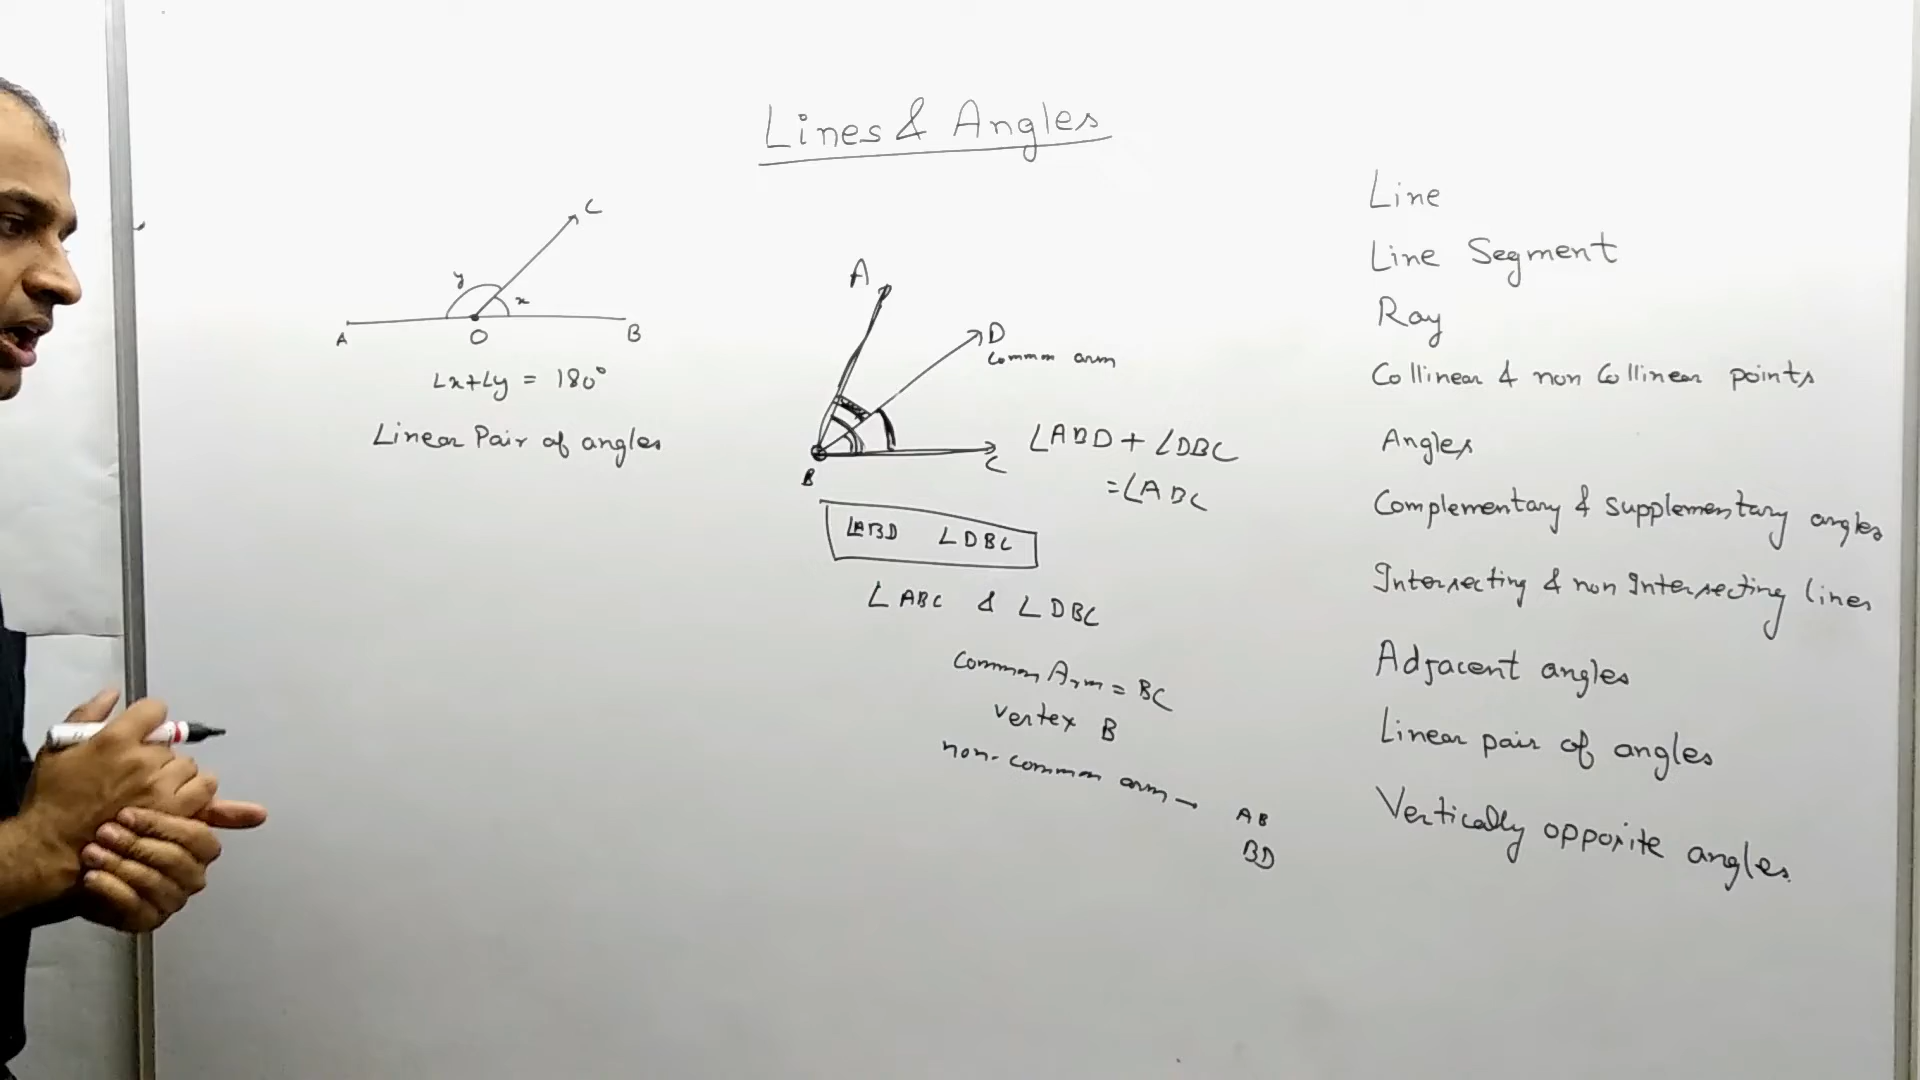 Lines & Angles
C
y
x
A
O
B
∠x+∠y = 180°
Linear Pair of angles
A
D
common arm
B
C
∠ABD + ∠DBC
=∠ABC
∠ABD ∠DBC
∠ABC & ∠DBC
Common Arm = BC
vertex B
non-common arm →
AB
BD
Line
Line Segment
Ray
Collinear & non Collinear points
Angles
Complementary & supplementary angles
Intersecting & non Intersecting lines
Adjacent angles
Linear pair of angles
Vertically opposite angles.